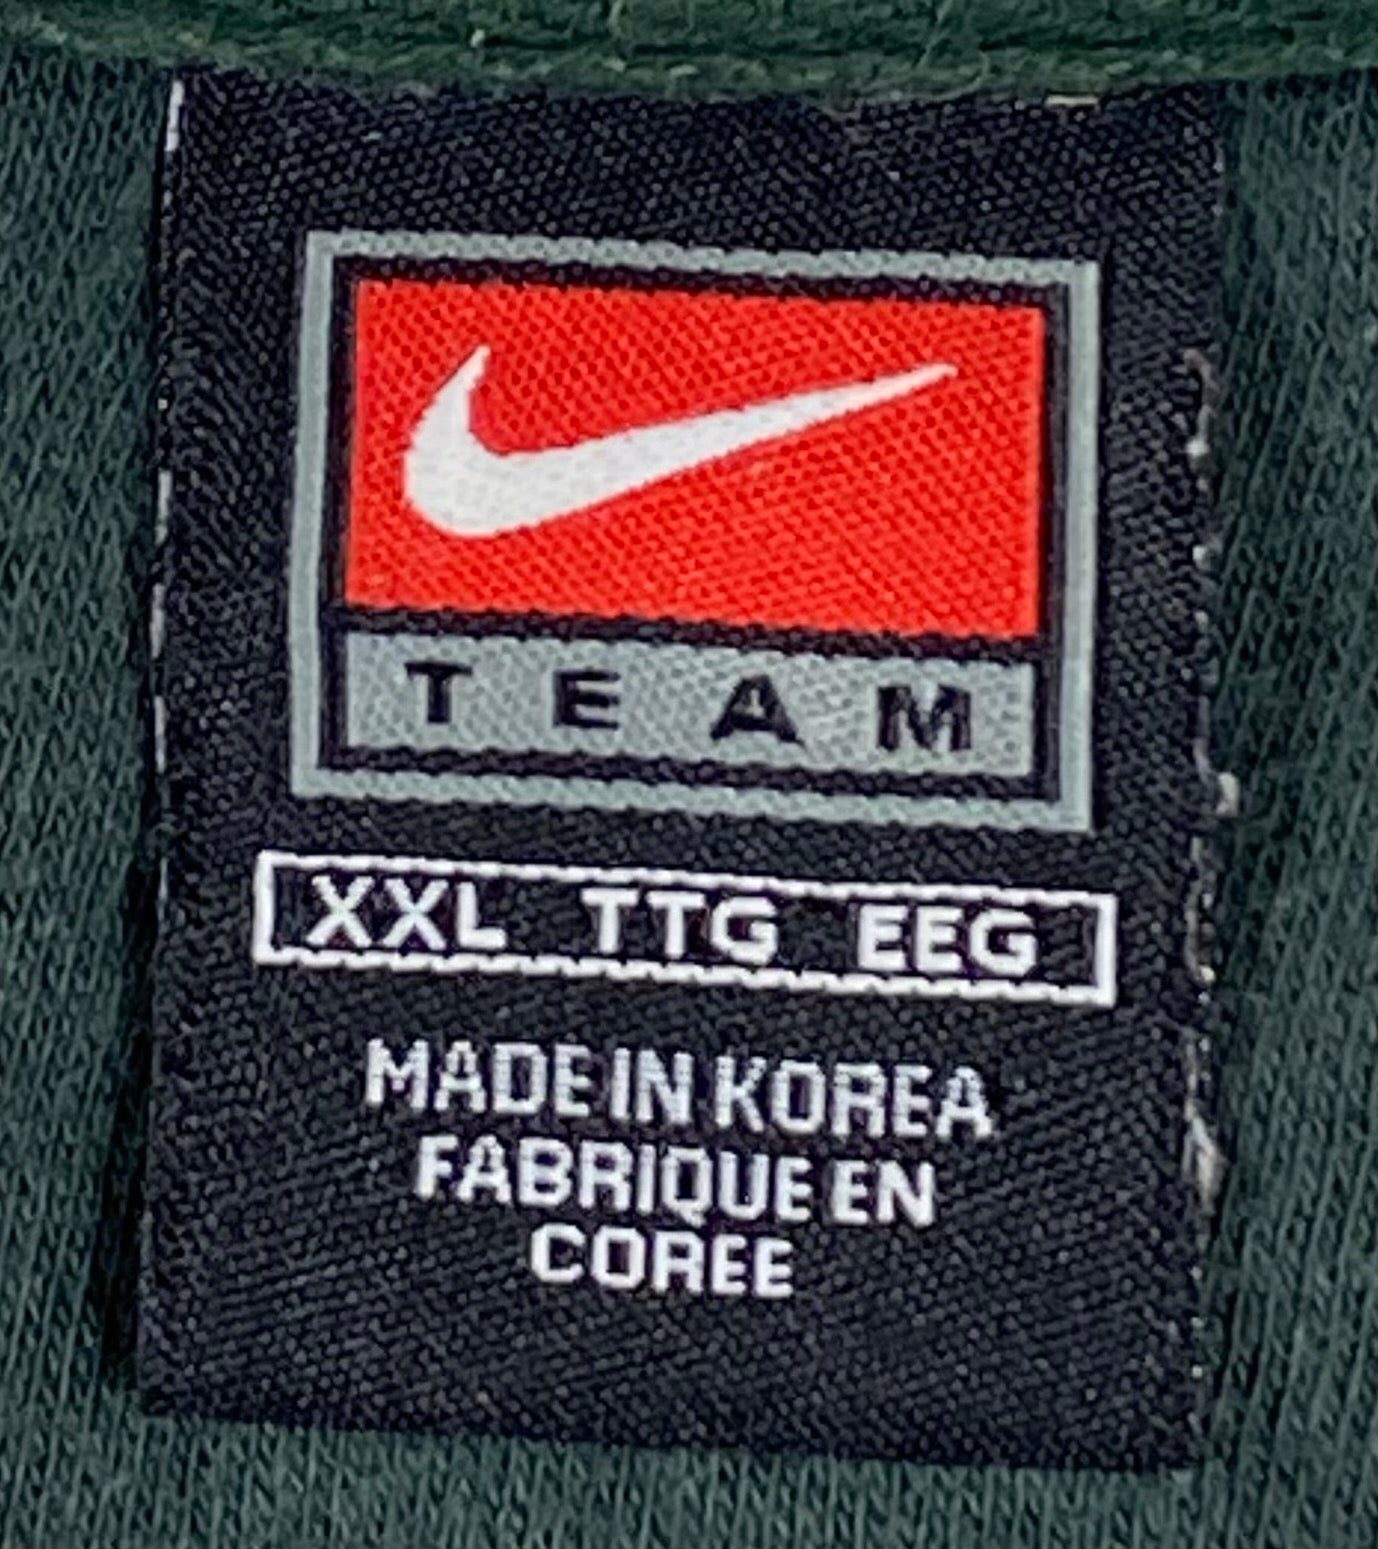 TEAM
XXL TTG EEG
MADE IN KOREA
FABRIQUE EN
COREE